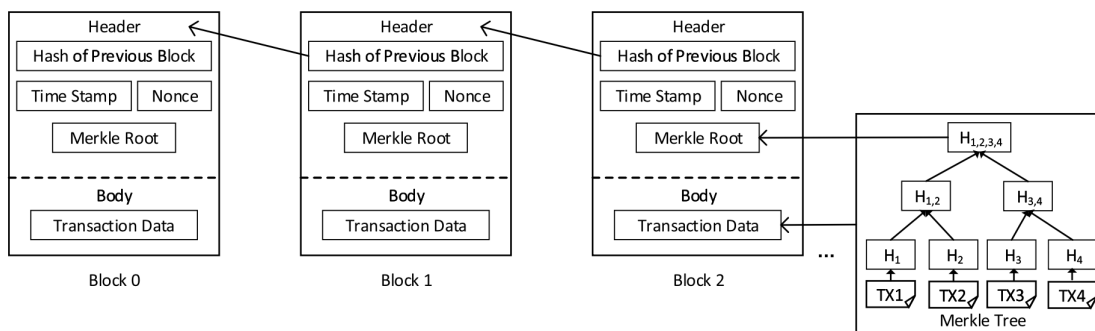 Header
Hash of Previous Block
Time Stamp
Nonce
Merkle Root
Body
Transaction Data
Block 0
Header
Hash of Previous Block
Time Stamp
Nonce
Merkle Root
Body
Transaction Data
Block 1
Header
Hash of Previous Block
Time Stamp
Nonce
Merkle Root
Body
Transaction Data
Block 2
...
H1,2,3,4
H1,2
H3,4
H1
H2
H3
H4
TX1
TX2
TX3
TX4
Merkle Tree